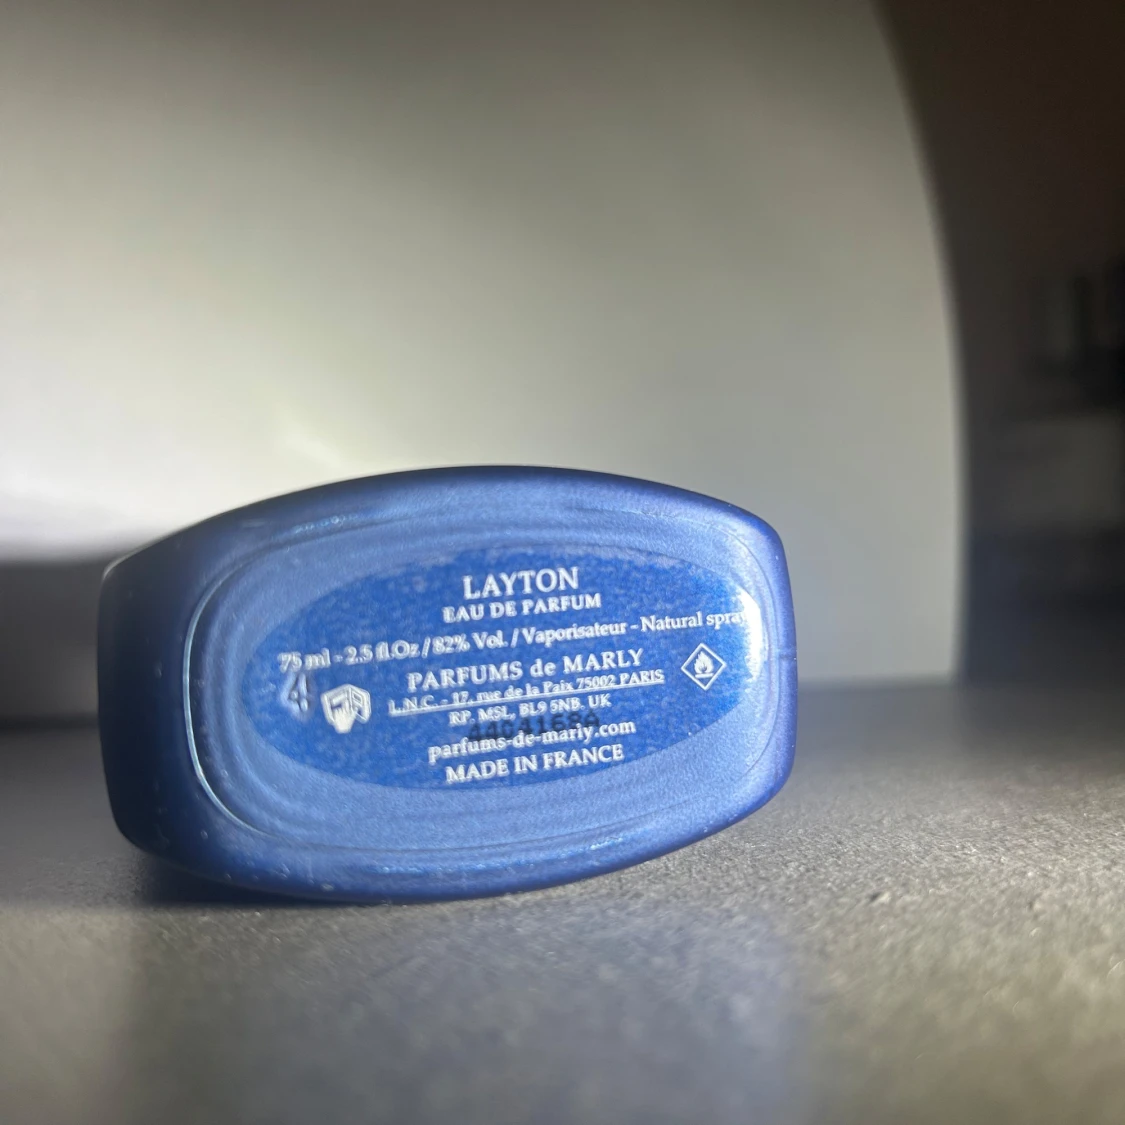 LAYTON
EAU DE PARFUM
75 ml - 2.5 fl.Oz / 82% Vol. / Vaporisateur - Natural spray
4
PARFUMS de MARLY
L.N.C. - 17, rue de la Paix 75002 PARIS
RP. MSL, BL9 5NB. UK
parfums-de-marly.com
MADE IN FRANCE